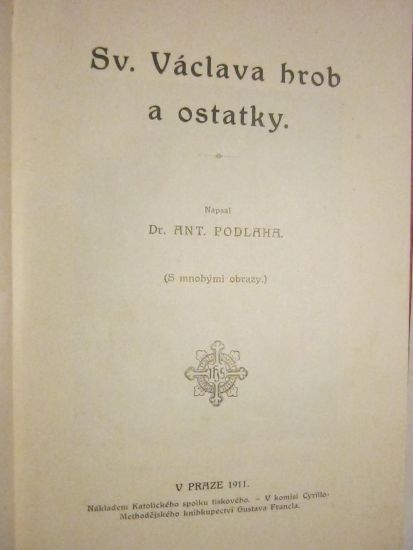 Sv. Václava hrob
a ostatky.
Napsal
Dr. ANT. PODLAHA.
(S mnohými obrazy.)
IHS
V PRAZE 1911.
Nákladem Katolického spolku tiskového. — V komisi Cyrillo-
Methodějského knihkupectví Gustava Francla.